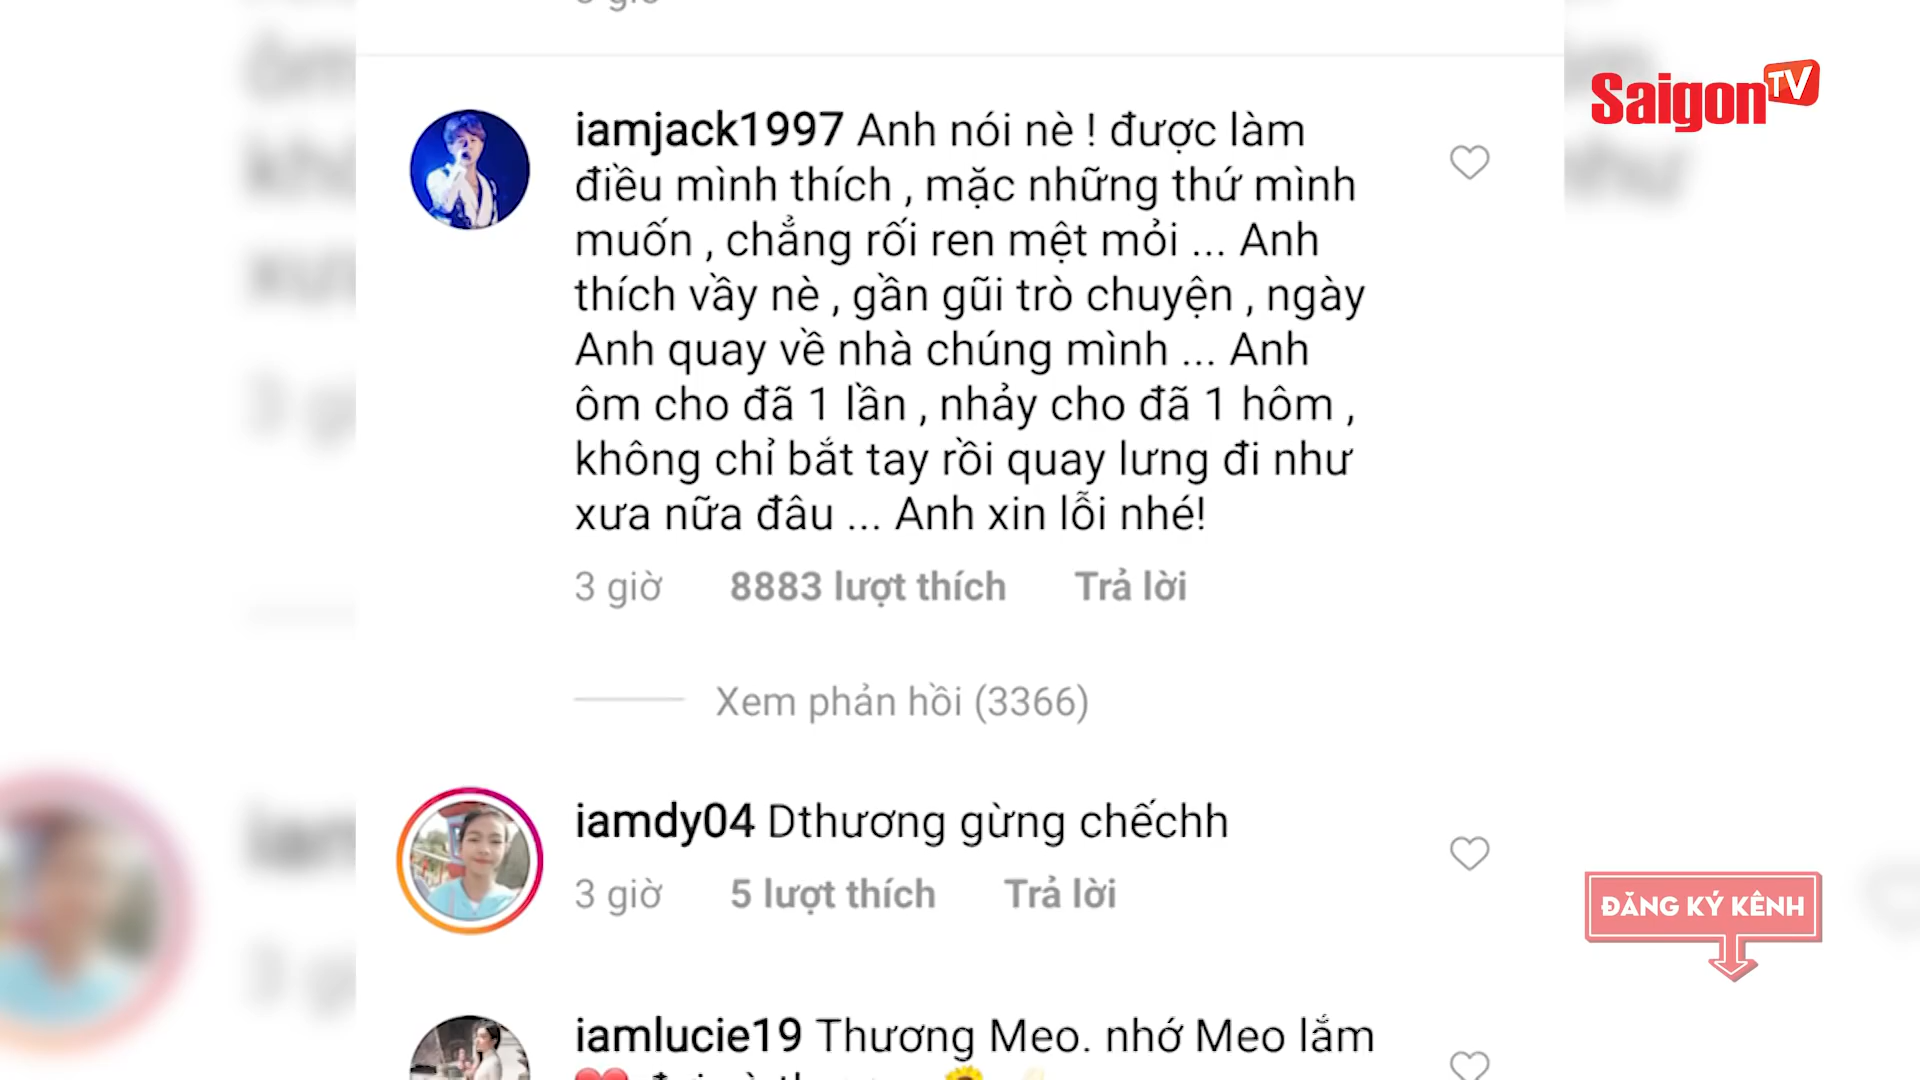 3 giờ
Saigon TV
iamjack1997 Anh nói nè ! được làm
điều mình thích , mặc những thứ mình
muốn , chẳng rối ren mệt mỏi ... Anh
thích vầy nè , gần gũi trò chuyện , ngày
Anh quay về nhà chúng mình ... Anh
ôm cho đã 1 lần , nhảy cho đã 1 hôm ,
không chỉ bắt tay rồi quay lưng đi như
xưa nữa đâu ... Anh xin lỗi nhé!
3 giờ 8883 lượt thích Trả lời
Xem phản hồi (3366)
iamdy04 Dthương gừng chếchh
3 giờ 5 lượt thích Trả lời
ĐĂNG KÝ KÊNH
iamlucie19 Thương Meo. nhớ Meo lắm